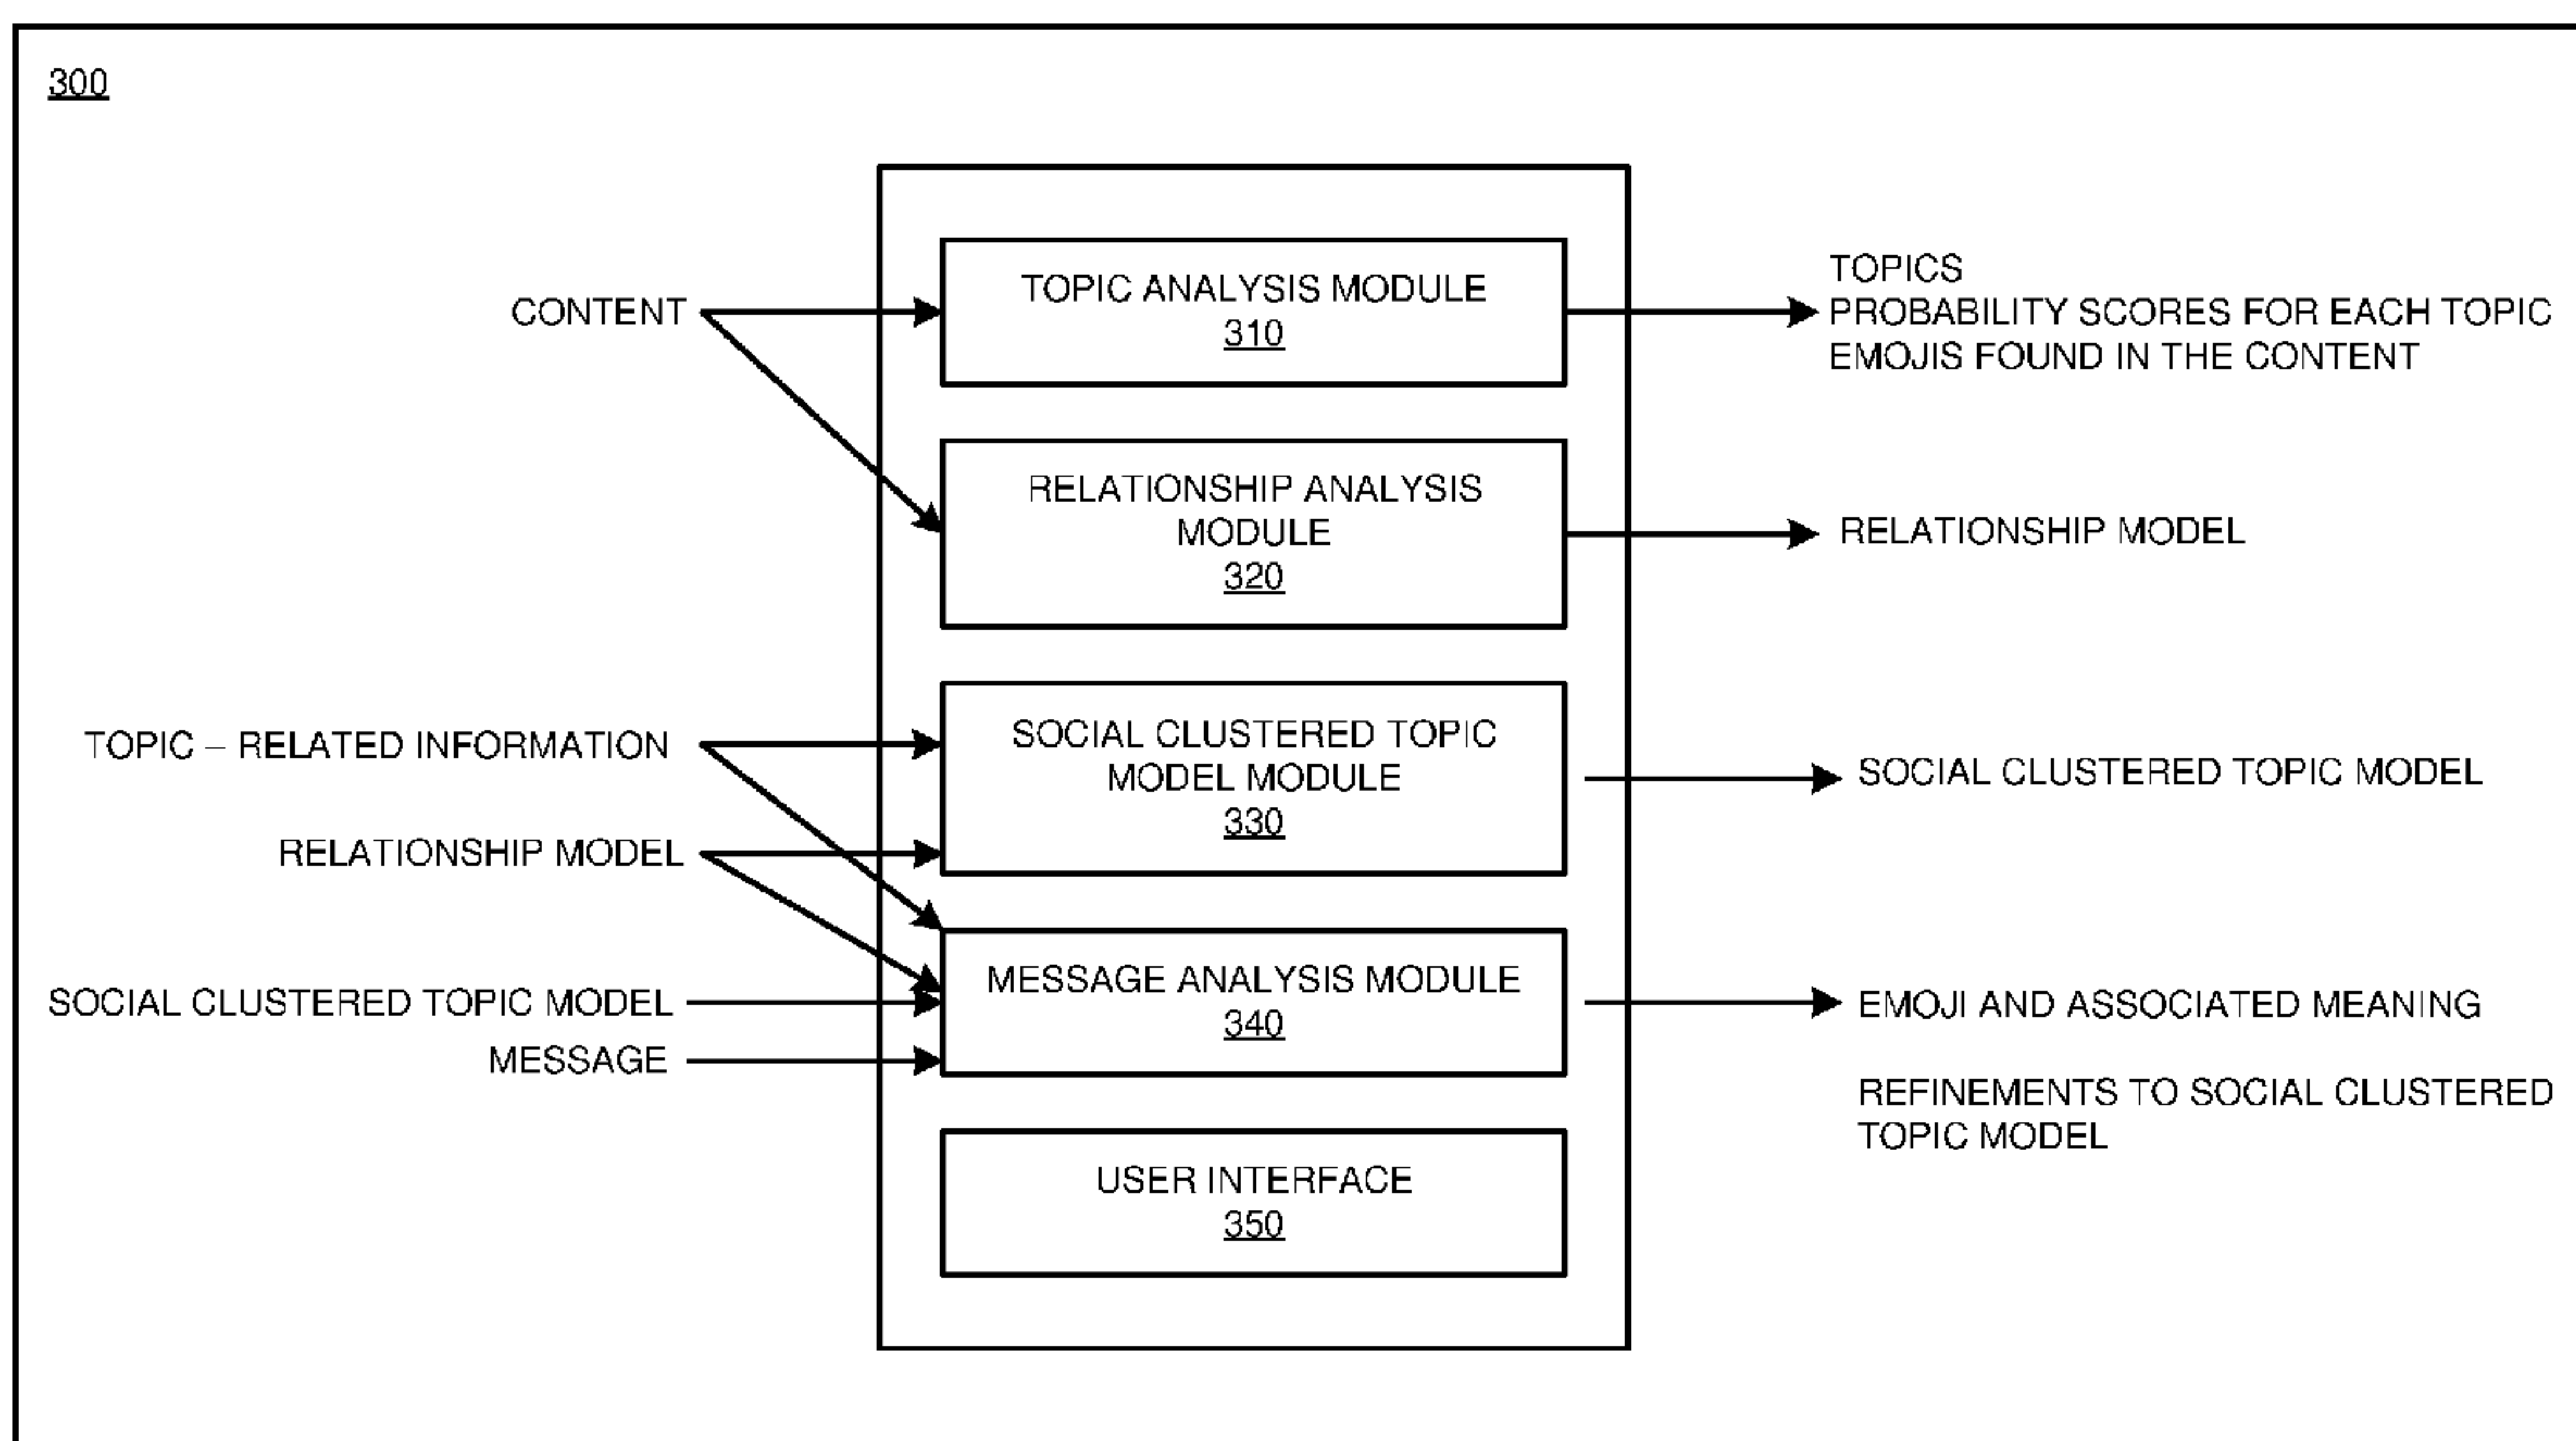 300
CONTENT
TOPIC ANALYSIS MODULE
310
TOPICS
PROBABILITY SCORES FOR EACH TOPIC
EMOJIS FOUND IN THE CONTENT
RELATIONSHIP ANALYSIS
MODULE
320
RELATIONSHIP MODEL
TOPIC – RELATED INFORMATION
RELATIONSHIP MODEL
SOCIAL CLUSTERED TOPIC
MODEL MODULE
330
SOCIAL CLUSTERED TOPIC MODEL
SOCIAL CLUSTERED TOPIC MODEL
MESSAGE
MESSAGE ANALYSIS MODULE
340
EMOJI AND ASSOCIATED MEANING
REFINEMENTS TO SOCIAL CLUSTERED
TOPIC MODEL
USER INTERFACE
350